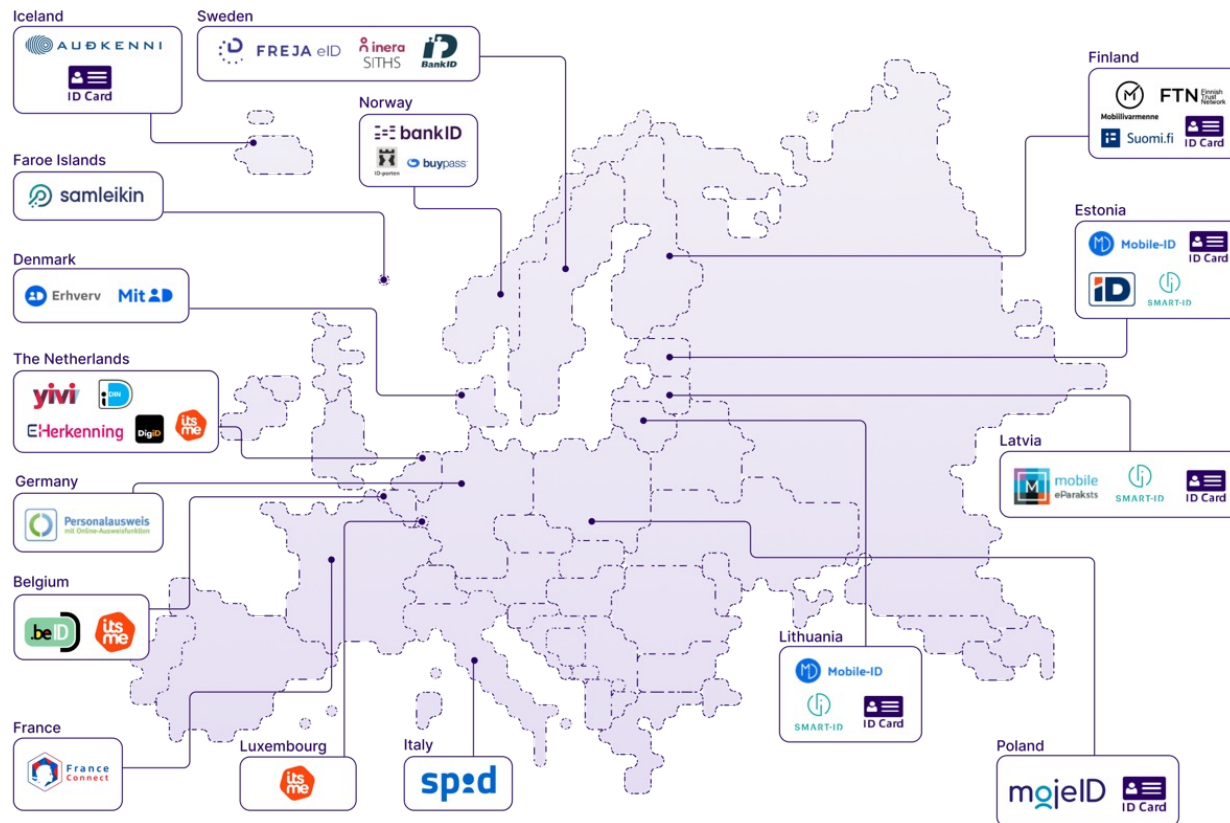 Iceland
AUÐKENNI
ID Card
Sweden
FREJA eID
inera
SITHS
iD
BankID
Norway
bankID
ID-porten
buypass
Finland
Mobiilivarmenne
FTN Finnish
Trust
Network
Suomi.fi
ID Card
Faroe Islands
samleikin
Estonia
Mobile-ID
ID Card
iD
SMART-ID
Denmark
Erhverv
Mit
The Netherlands
yivi
iDIN
EHerkenning
DigiD
itsme
Latvia
mobile
eParaksts
SMART-ID
ID Card
Germany
Personalausweis
mit Online-Ausweisfunktion
Belgium
.beID
itsme
Lithuania
Mobile-ID
SMART-ID
ID Card
France
France
Connect
Luxembourg
itsme
Italy
spid
Poland
mojeID
ID Card